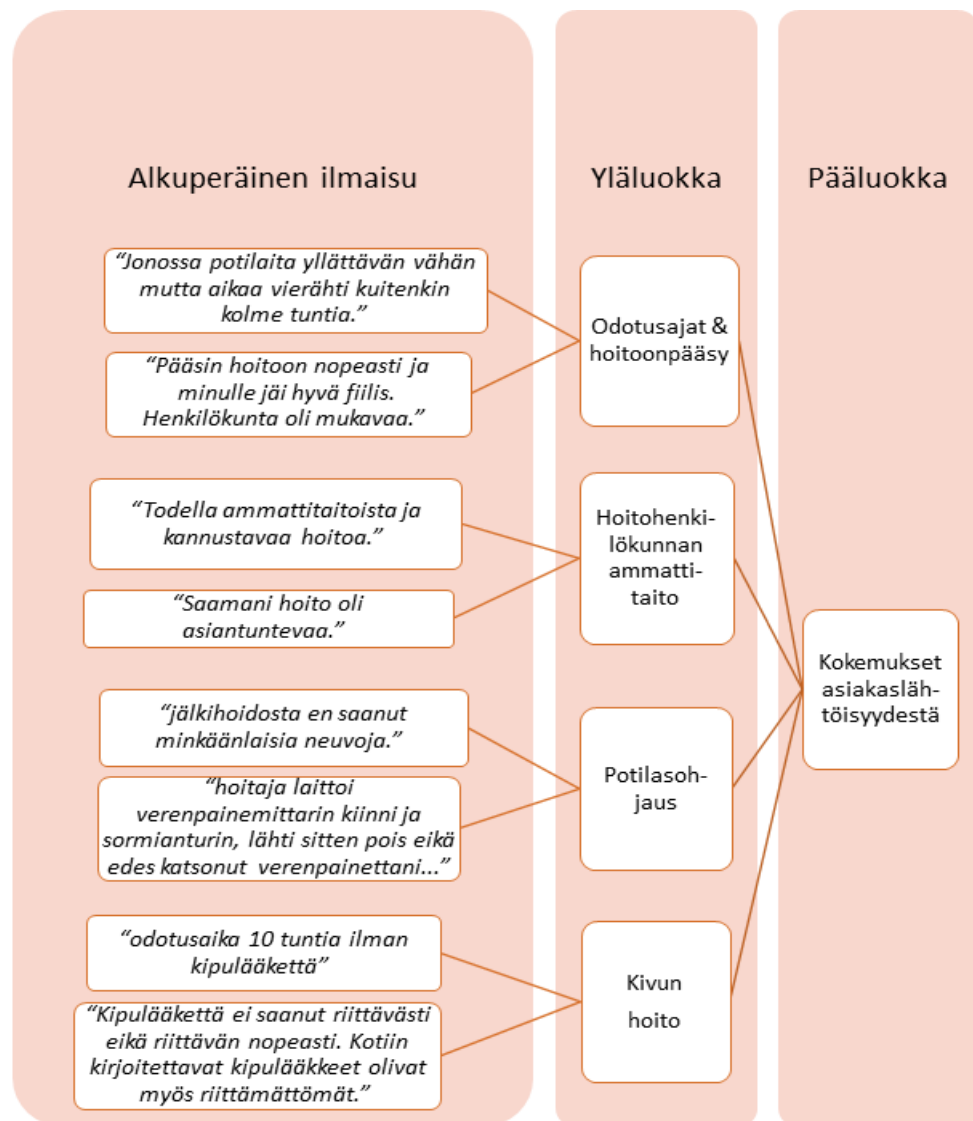 Alkuperäinen ilmaisu
Yläluokka
Pääluokka
“Jonossa potilaita yllättävän vähän
mutta aikaa vierähti kuitenkin
kolme tuntia.”
“Pääsin hoitoon nopeasti ja
minulle jäi hyvä fiilis.
Henkilökunta oli mukavaa.”
Odotusajat &
hoitoonpääsy
“Todella ammattitaitoista ja
kannustavaa hoitoa.”
“Saamani hoito oli
asiantuntevaa.”
Hoitohenki-
lökunnan
ammatti-
taito
“jälkihoidosta en saanut
minkäänlaisia neuvoja.”
“hoitaja laittoi
verenpainemittarin kiinni ja
sormianturin, lähti sitten pois eikä
edes katsonut verenpainettani...”
Potilasoh-
jaus
“odotusaika 10 tuntia ilman
kipulääkettä”
“Kipulääkettä ei saanut riittävästi
eikä riittävän nopeasti. Kotiin
kirjoitettavat kipulääkkeet olivat
myös riittämättömät.”
Kivun
hoito
Kokemukset
asiakasläh-
töisyydestä